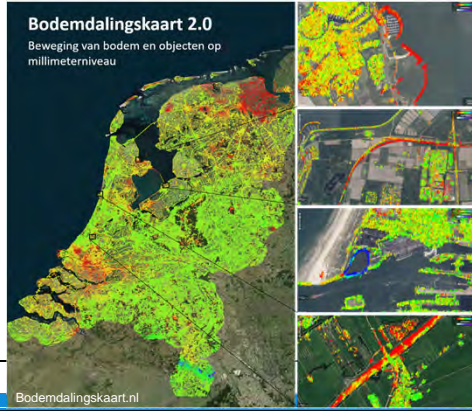 Bodemdalingskaart 2.0
Beweging van bodem en objecten op
millimeterniveau
Bodemdalingskaart.nl